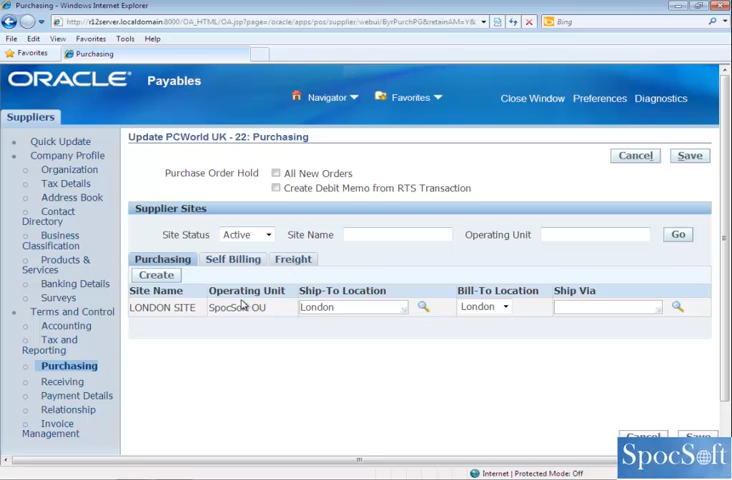 Purchasing - Windows Internet Explorer
http://r12server.localdomain:8000/OA_HTML/OA.jsp?page=/oracle/apps/pos/supplier/webui/ByrPurchPG&retainAM=Y&
Bing
File Edit View Favorites Tools Help
Favorites Purchasing
ORACLE Payables
Navigator Favorites Close Window Preferences Diagnostics
Suppliers
Quick Update
Company Profile
Organization
Tax Details
Address Book
Contact
Directory
Business
Classification
Products &
Services
Banking Details
Surveys
Terms and Control
Accounting
Tax and
Reporting
Purchasing
Receiving
Payment Details
Relationship
Invoice
Management
Update PCWorld UK - 22: Purchasing
Cancel Save
Purchase Order Hold All New Orders
Create Debit Memo from RTS Transaction
Supplier Sites
Site Status Active Site Name Operating Unit Go
Purchasing Self Billing Freight
Create
Site Name Operating Unit Ship-To Location Bill-To Location Ship Via
LONDON SITE SpocSoft OU London London
Cancel Save
SpocSoft
Internet | Protected Mode: Off